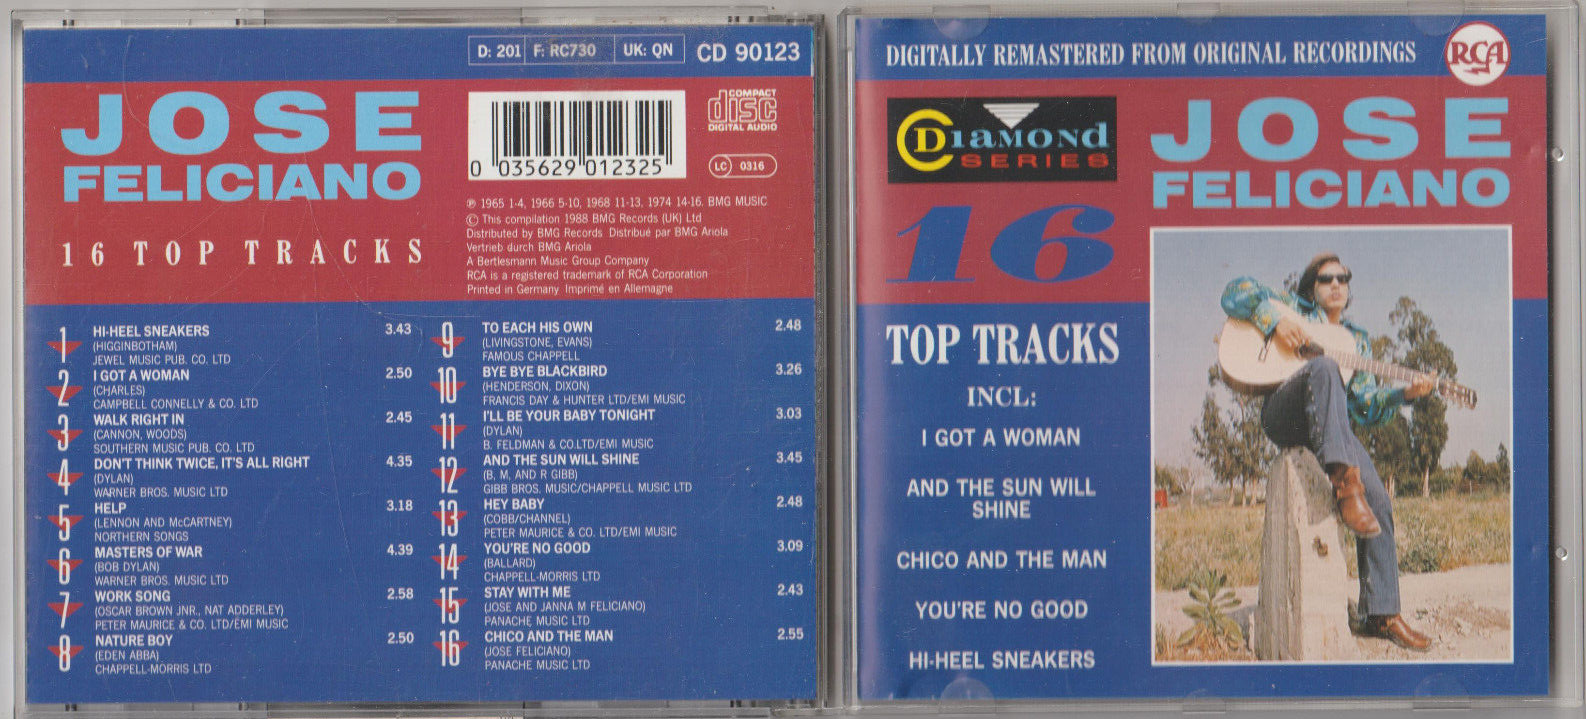 D: 201 F: RC730 UK: QN CD 90123
JOSE
FELICIANO
16 TOP TRACKS
0 035629 012325
COMPACT
disc
DIGITAL AUDIO
LC 0316
℗ 1965 1-4, 1966 5-10, 1968 11-13. 1974 14-16. BMG MUSIC
© This compilation 1988 BMG Records (UK) Ltd
Distributed by BMG Records Distribué par BMG Ariola
Vertrieb durch BMG Ariola
A Bertlesmann Music Group Company
RCA is a registered trademark of RCA Corporation
Printed in Germany Imprimé en Allemagne
1 HI-HEEL SNEAKERS 3.43
(HIGGINBOTHAM)
JEWEL MUSIC PUB. CO. LTD
2 I GOT A WOMAN 2.50
(CHARLES)
CAMPBELL CONNELLY & CO. LTD
3 WALK RIGHT IN 2.45
(CANNON, WOODS)
SOUTHERN MUSIC PUB. CO. LTD
4 DON'T THINK TWICE, IT'S ALL RIGHT 4.35
(DYLAN)
WARNER BROS. MUSIC LTD
5 HELP 3.18
(LENNON AND McCARTNEY)
NORTHERN SONGS
6 MASTERS OF WAR 4.39
(BOB DYLAN)
WARNER BROS. MUSIC LTD
7 WORK SONG 2.58
(OSCAR BROWN JNR., NAT ADDERLEY)
PETER MAURICE & CO. LTD/EMI MUSIC
8 NATURE BOY 2.50
(EDEN ABBA)
CHAPPELL-MORRIS LTD
9 TO EACH HIS OWN 2.48
(LIVINGSTONE, EVANS)
FAMOUS CHAPPELL
10 BYE BYE BLACKBIRD 3.26
(HENDERSON, DIXON)
FRANCIS DAY & HUNTER LTD/EMI MUSIC
11 I'LL BE YOUR BABY TONIGHT 3.03
(DYLAN)
B. FELDMAN & CO.LTD/EMI MUSIC
12 AND THE SUN WILL SHINE 3.45
(B, M, AND R GIBB)
GIBB BROS. MUSIC/CHAPPELL MUSIC LTD
13 HEY BABY 2.48
(COBB/CHANNEL)
PETER MAURICE & CO. LTD/EMI MUSIC
14 YOU'RE NO GOOD 3.09
(BALLARD)
CHAPPELL-MORRIS LTD
15 STAY WITH ME 2.43
(JOSE AND JANNA M FELICIANO)
PANACHE MUSIC LTD
16 CHICO AND THE MAN 2.55
(JOSE FELICIANO)
PANACHE MUSIC LTD
DIGITALLY REMASTERED FROM ORIGINAL RECORDINGS
RCA
CD DIAMOND
SERIES
JOSE
FELICIANO
16
TOP TRACKS
INCL:
I GOT A WOMAN
AND THE SUN WILL
SHINE
CHICO AND THE MAN
YOU'RE NO GOOD
HI-HEEL SNEAKERS